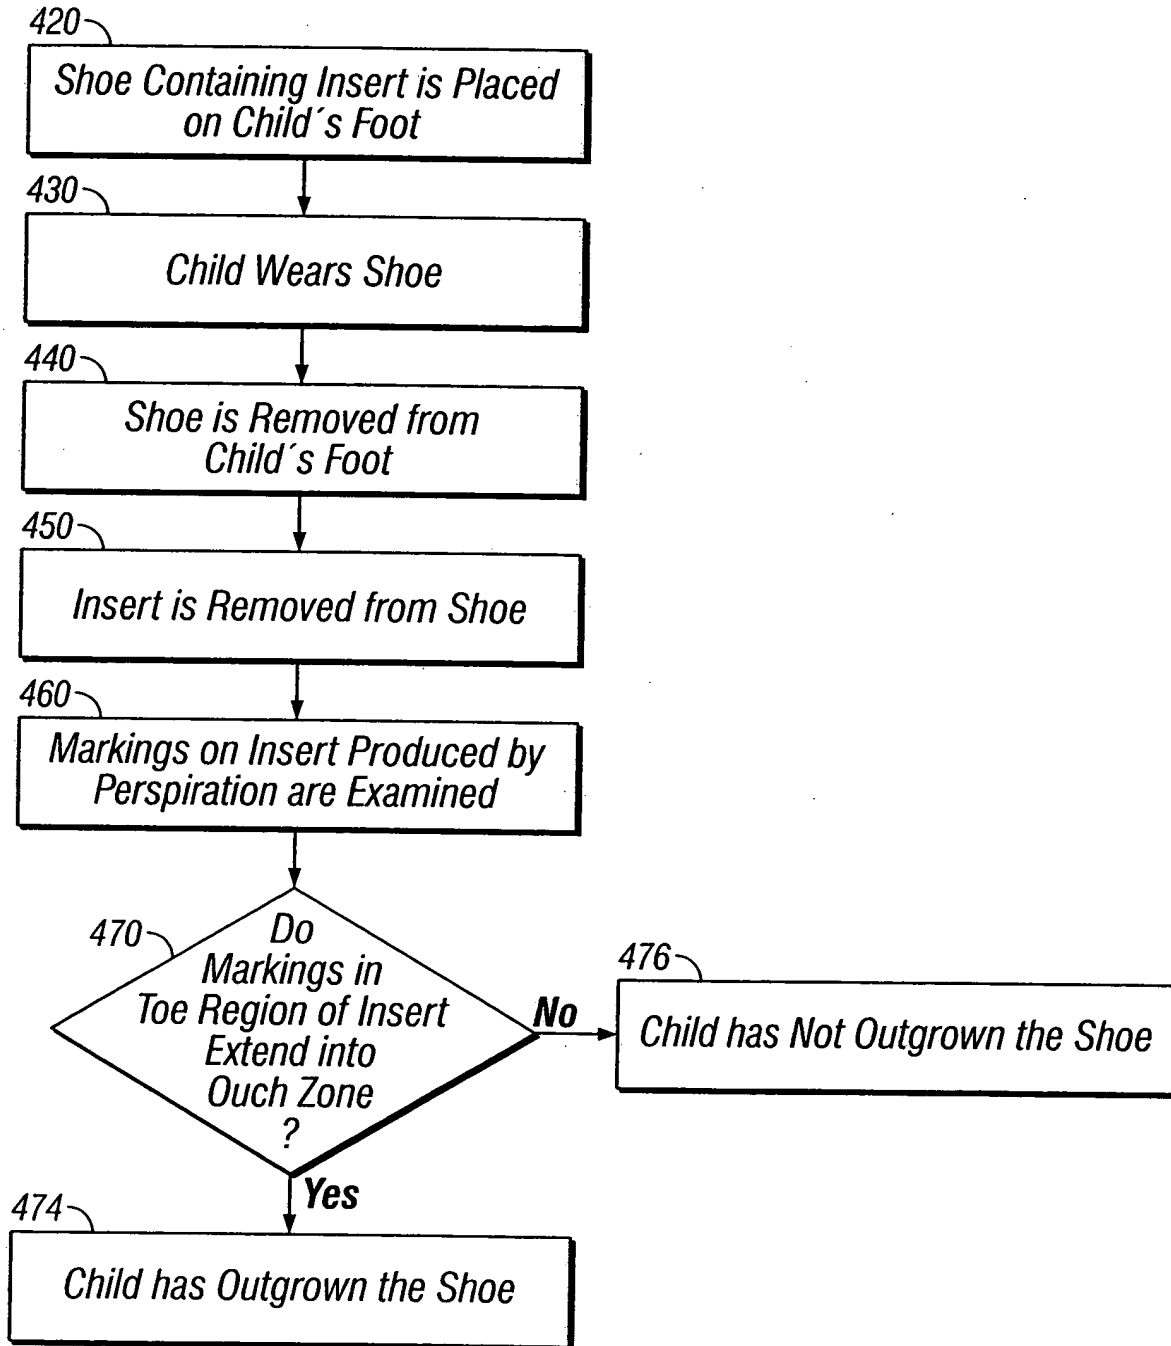 420
Shoe Containing Insert is Placed
on Child´s Foot
430
Child Wears Shoe
440
Shoe is Removed from
Child´s Foot
450
Insert is Removed from Shoe
460
Markings on Insert Produced by
Perspiration are Examined
470
Do
Markings in
Toe Region of Insert
Extend into
Ouch Zone
?
No
476
Child has Not Outgrown the Shoe
Yes
474
Child has Outgrown the Shoe